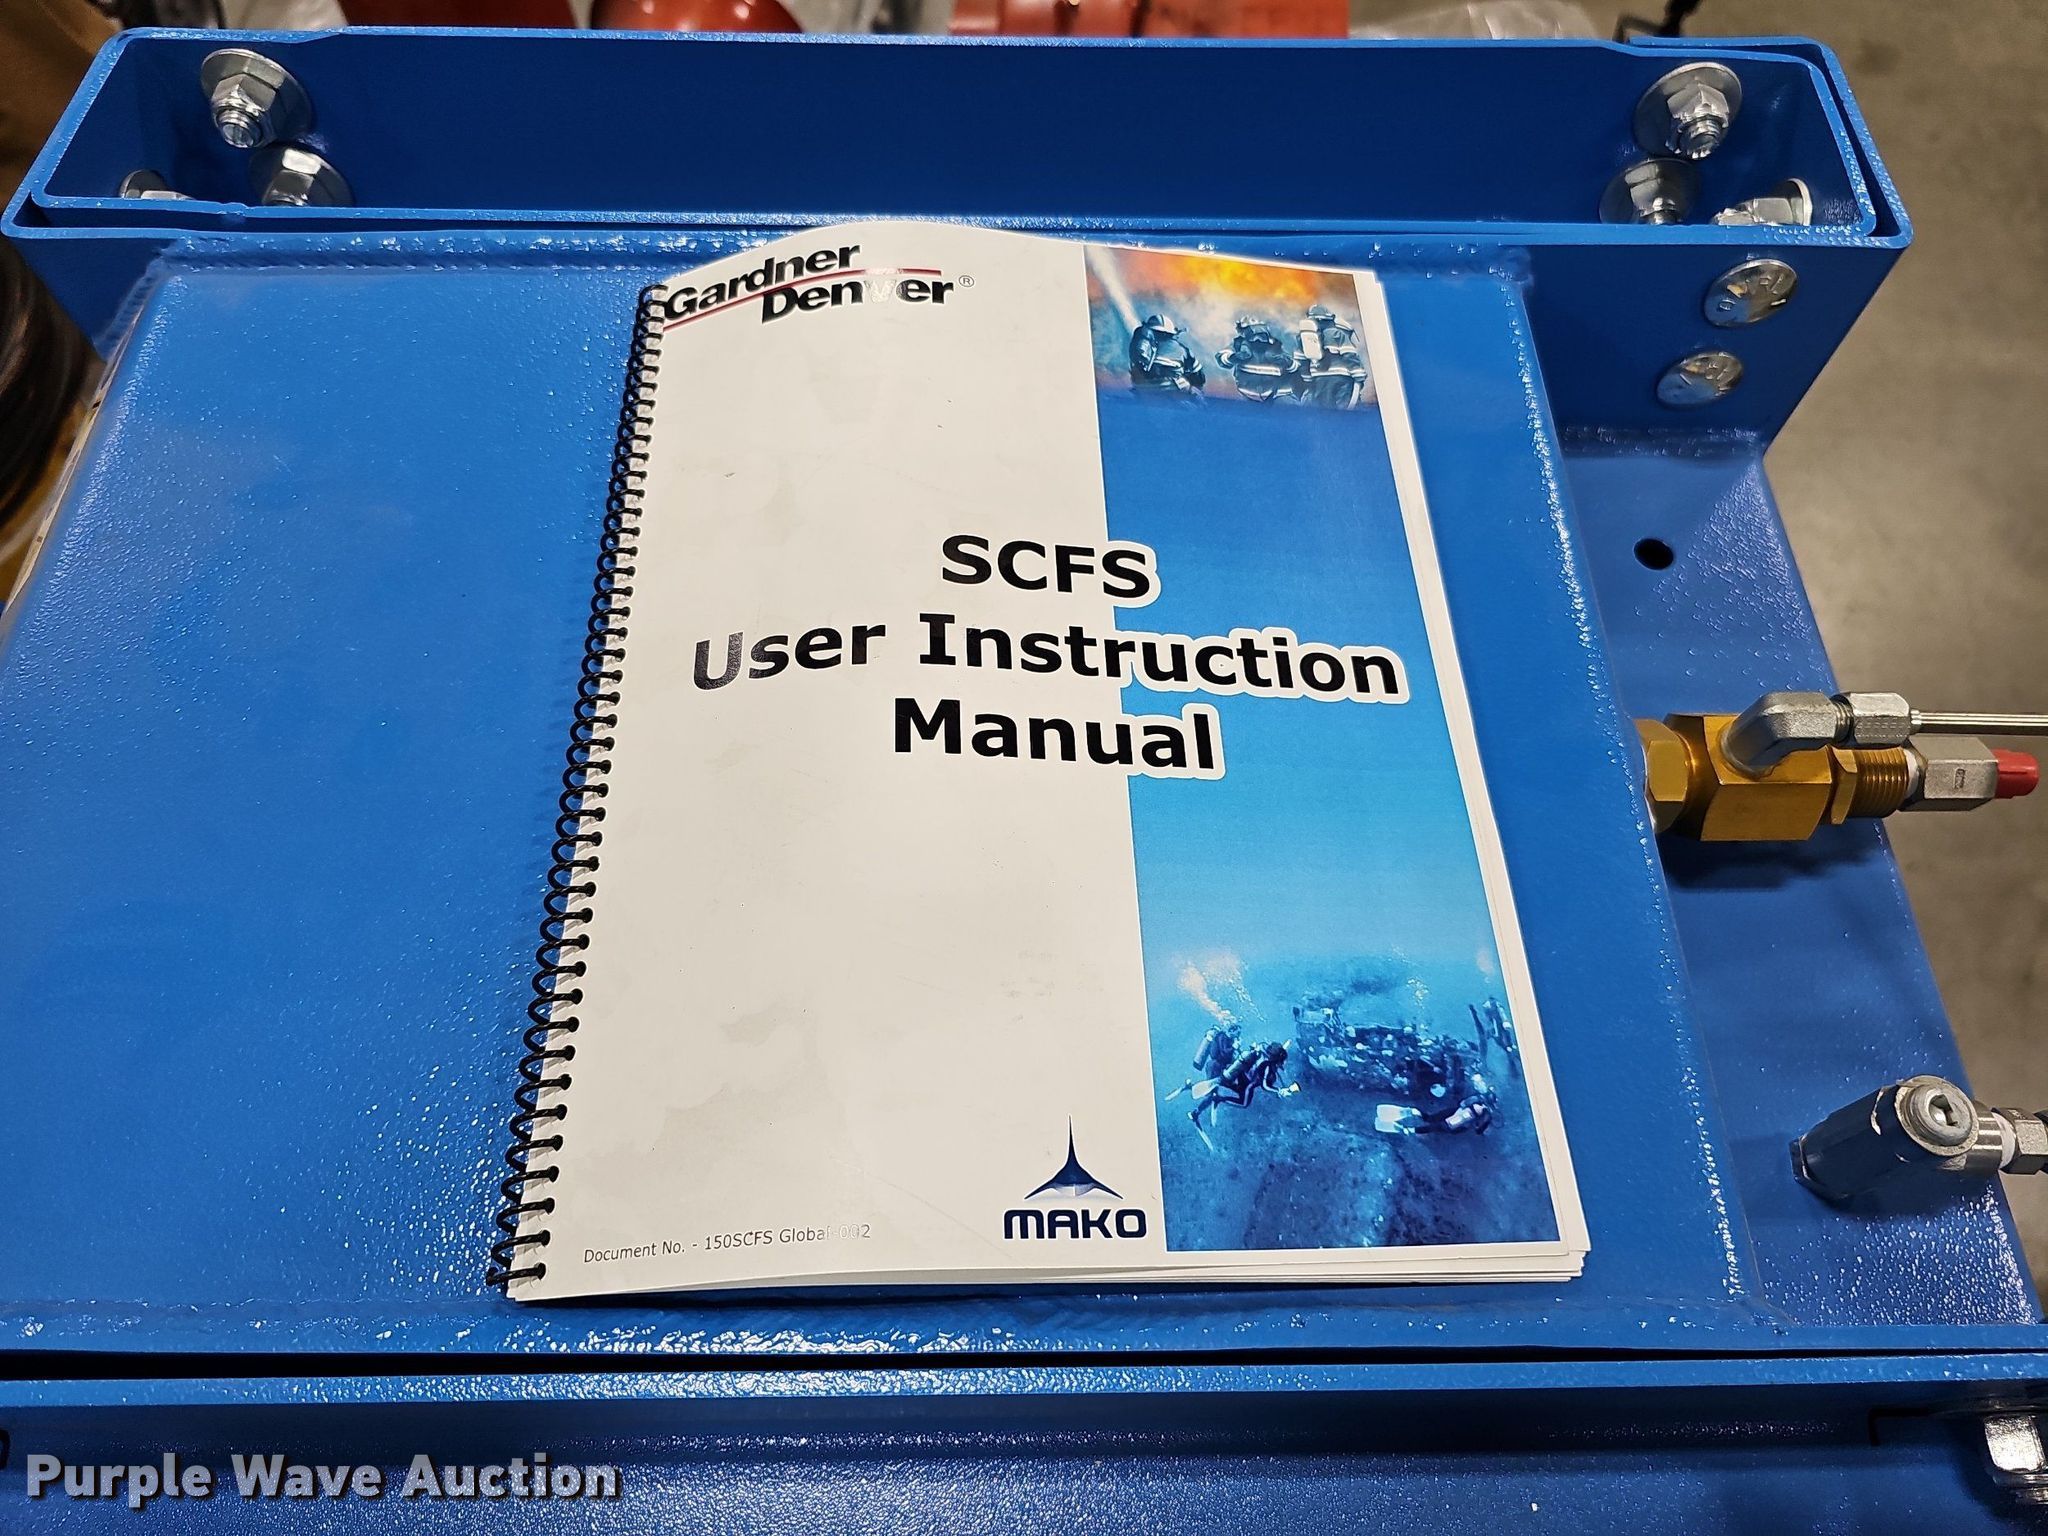 Gardner
Denver®
SCFS
User Instruction
Manual
MAKO
Document No. - 150SCFS Global-002
Purple Wave Auction